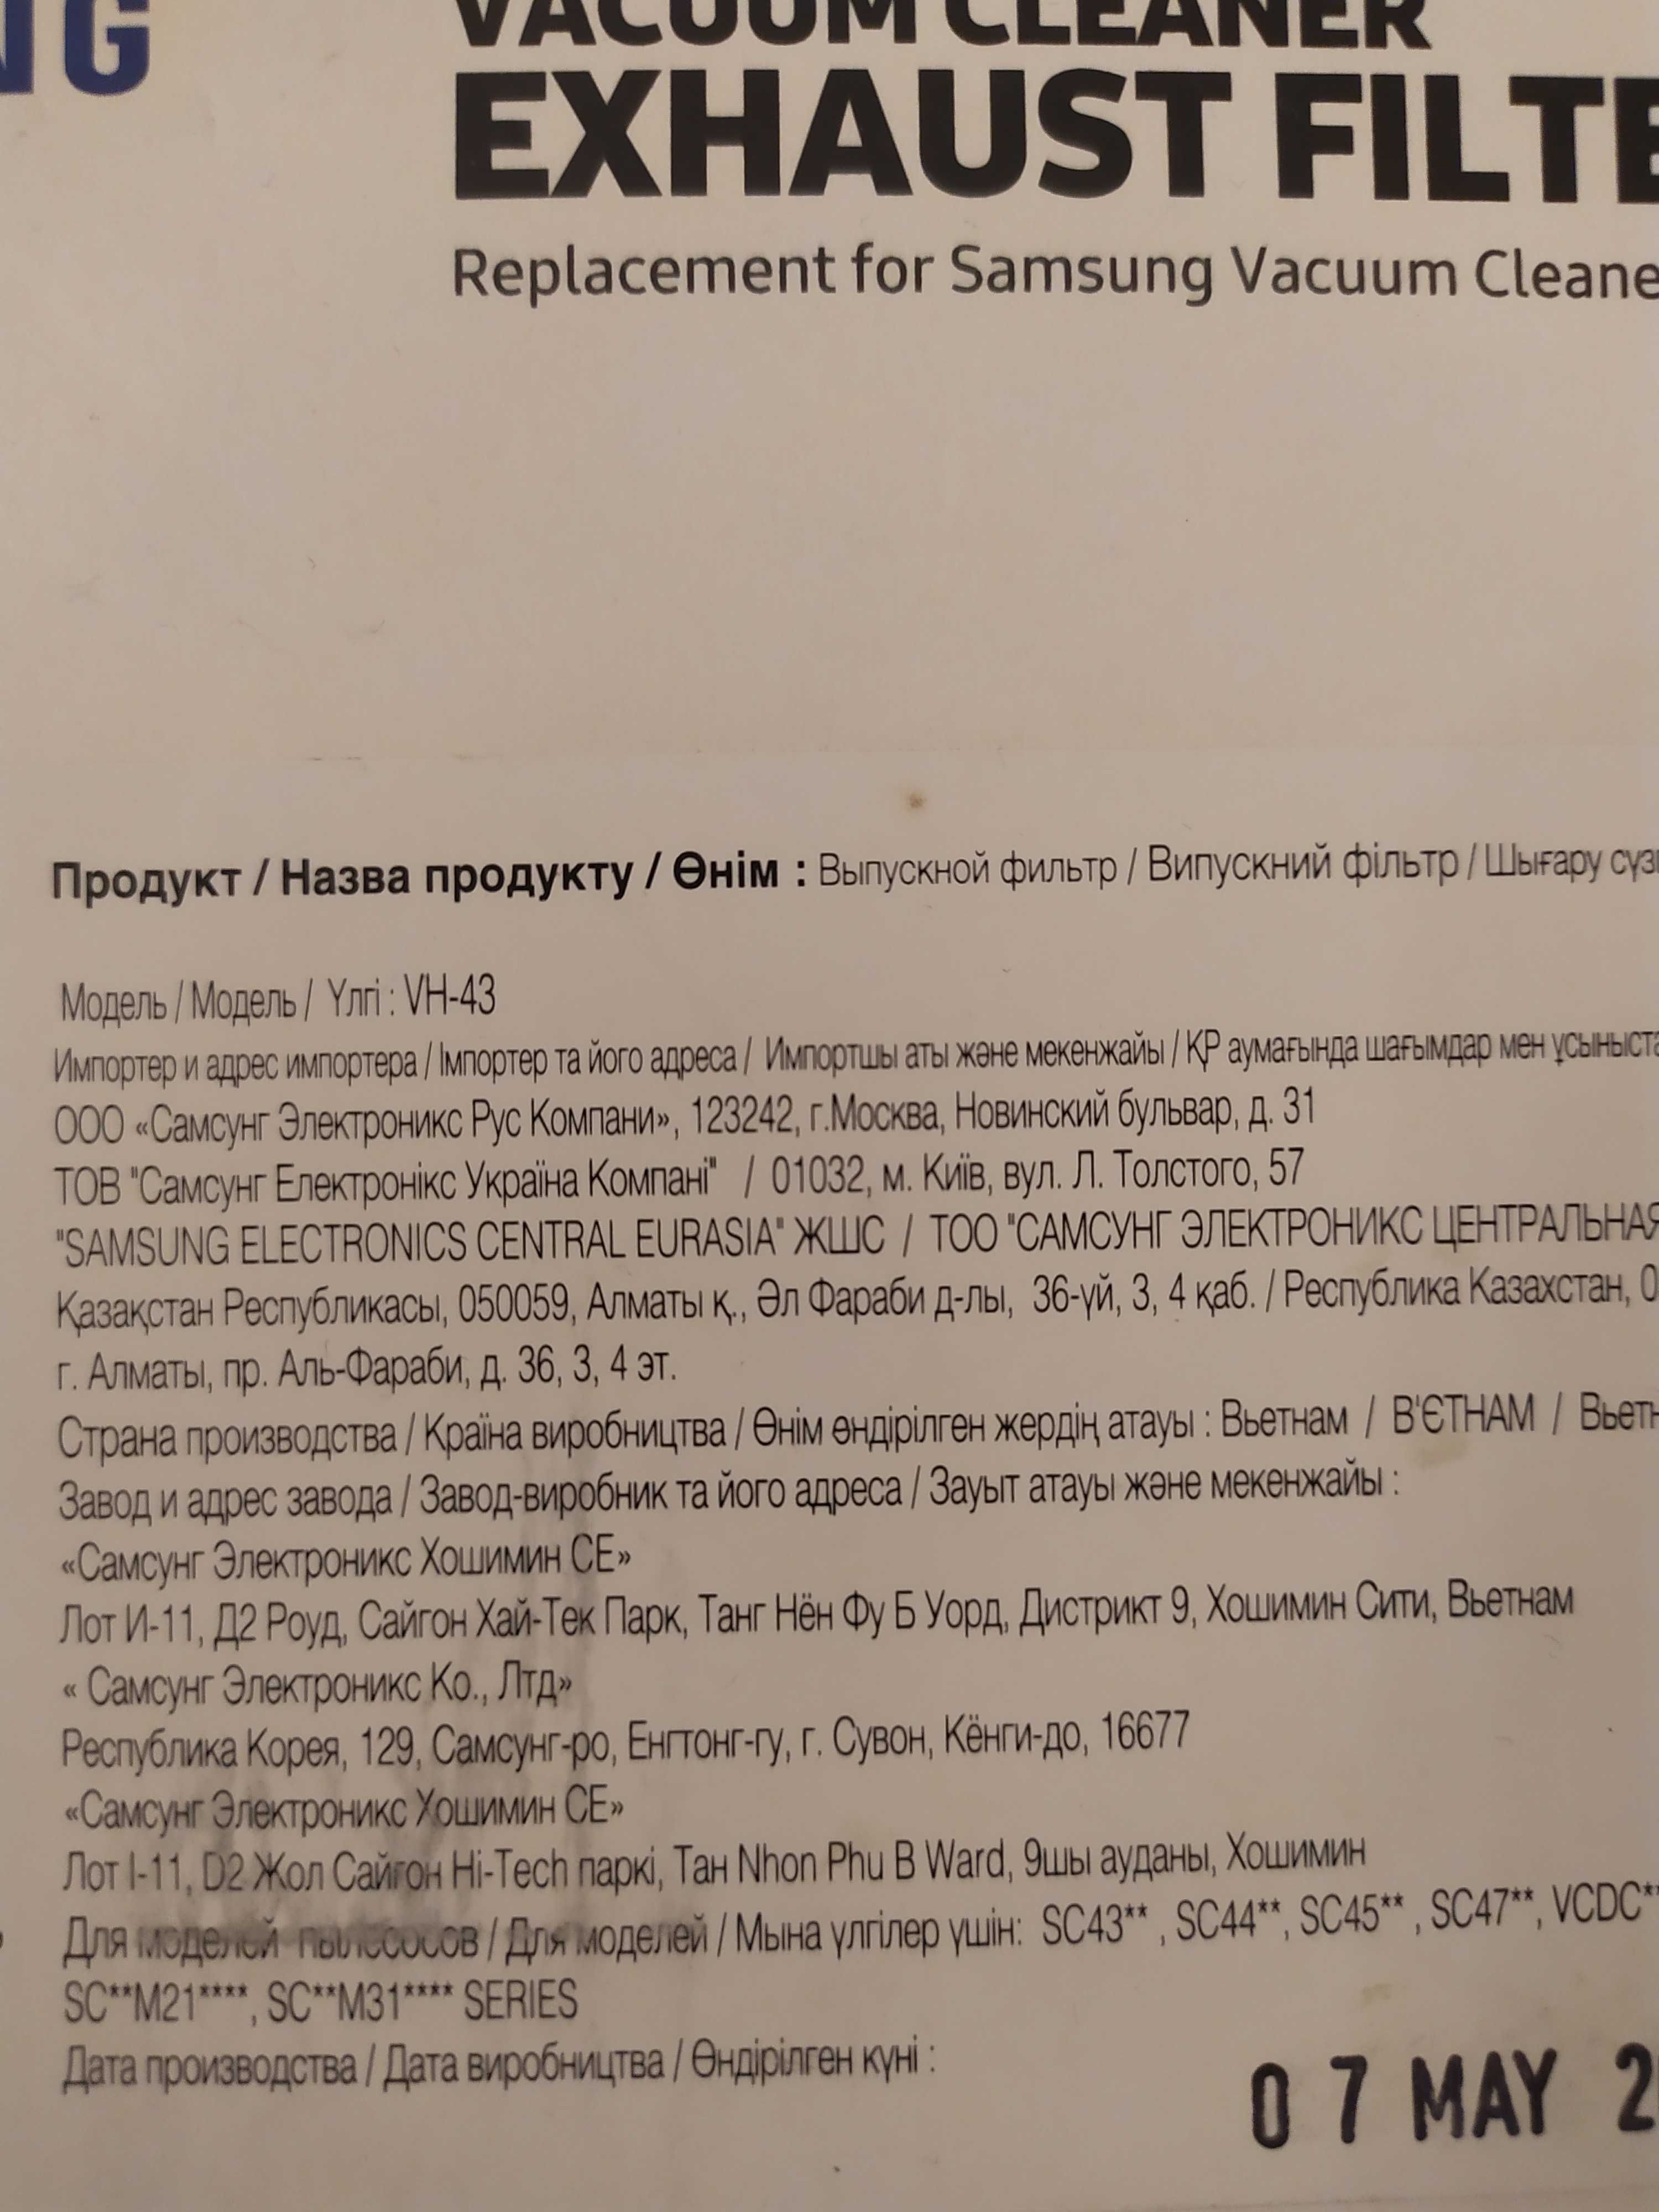 NG
VACUUM CLEANER
EXHAUST FILTE
Replacement for Samsung Vacuum Cleane
Продукт / Назва продукту / Өнім : Выпускной фильтр / Випускний фільтр / Шығару сүзг
Модель / Модель / Үлгі : VH-43
Импортер и адрес импортера / Імпортер та його адреса / Импортшы аты және мекенжайы / ҚР аумағында шағымдар мен ұсыныста
ООО «Самсунг Электроникс Рус Компани», 123242, г.Москва, Новинский бульвар, д. 31
ТОВ "Самсунг Електронікс Україна Компані" / 01032, м. Київ, вул. Л. Толстого, 57
"SAMSUNG ELECTRONICS CENTRAL EURASIA" ЖШС / ТОО "САМСУНГ ЭЛЕКТРОНИКС ЦЕНТРАЛЬНАЯ
Қазақстан Республикасы, 050059, Алматы қ., Әл Фараби д-лы, 36-үй, 3, 4 қаб. / Республика Казахстан, 0
г. Алматы, пр. Аль-Фараби, д. 36, 3, 4 эт.
Страна производства / Країна виробництва / Өнім өндірілген жердің атауы : Вьетнам / В'ЄТНАМ / Вьетн
Завод и адрес завода / Завод-виробник та його адреса / Зауыт атауы және мекенжайы :
«Самсунг Электроникс Хошимин СЕ»
Лот И-11, Д2 Роуд, Сайгон Хай-Тек Парк, Танг Нён Фу Б Уорд, Дистрикт 9, Хошимин Сити, Вьетнам
« Самсунг Электроникс Ко., Лтд»
Республика Корея, 129, Самсунг-ро, Енгтонг-гу, г. Сувон, Кёнги-до, 16677
«Самсунг Электроникс Хошимин СЕ»
Лот I-11, D2 Жол Сайгон Hi-Tech паркі, Тан Nhon Phu B Ward, 9шы ауданы, Хошимин
Для моделей пылесосов / Для моделей / Мына үлгілер үшін: SC43** , SC44**, SC45** , SC47**, VCDC**
SC**M21****, SC**M31**** SERIES
Дата производства / Дата виробництва / Өндірілген күні :
07 MAY 2